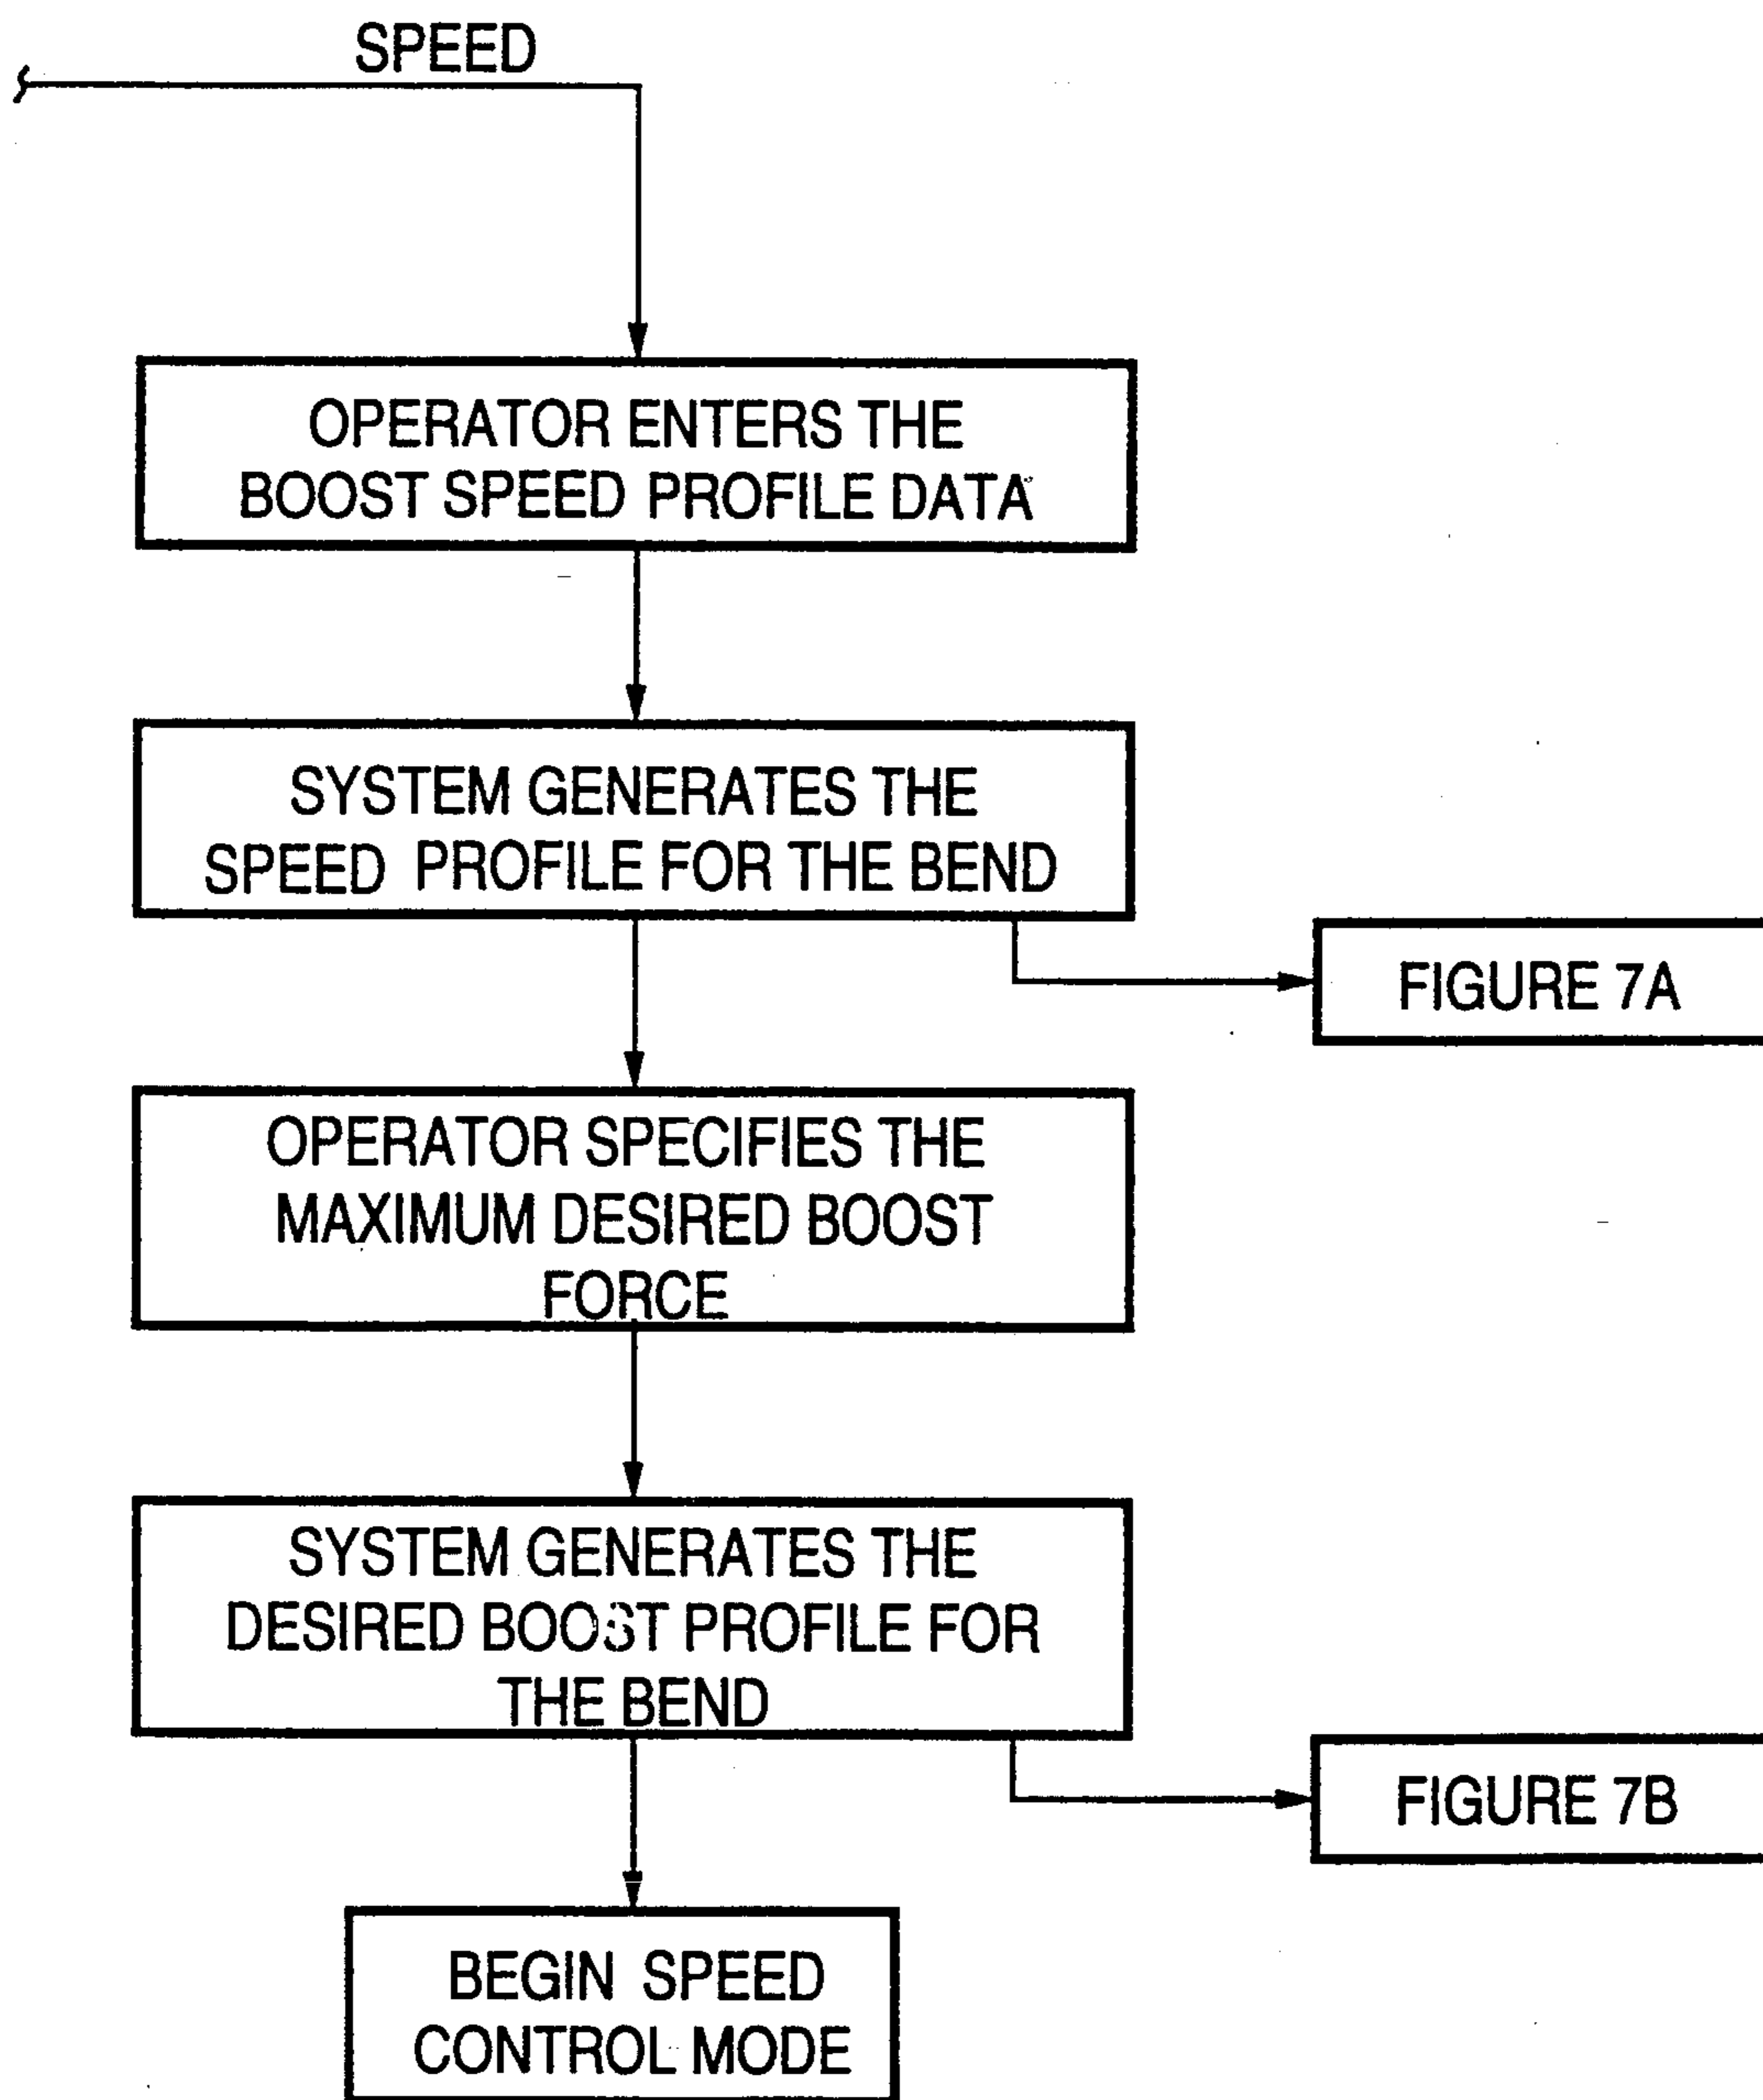 SPEED
OPERATOR ENTERS THE
BOOST SPEED PROFILE DATA
SYSTEM GENERATES THE
SPEED PROFILE FOR THE BEND
FIGURE 7A
OPERATOR SPECIFIES THE
MAXIMUM DESIRED BOOST
FORCE
SYSTEM GENERATES THE
DESIRED BOOST PROFILE FOR
THE BEND
FIGURE 7B
BEGIN SPEED
CONTROL MODE